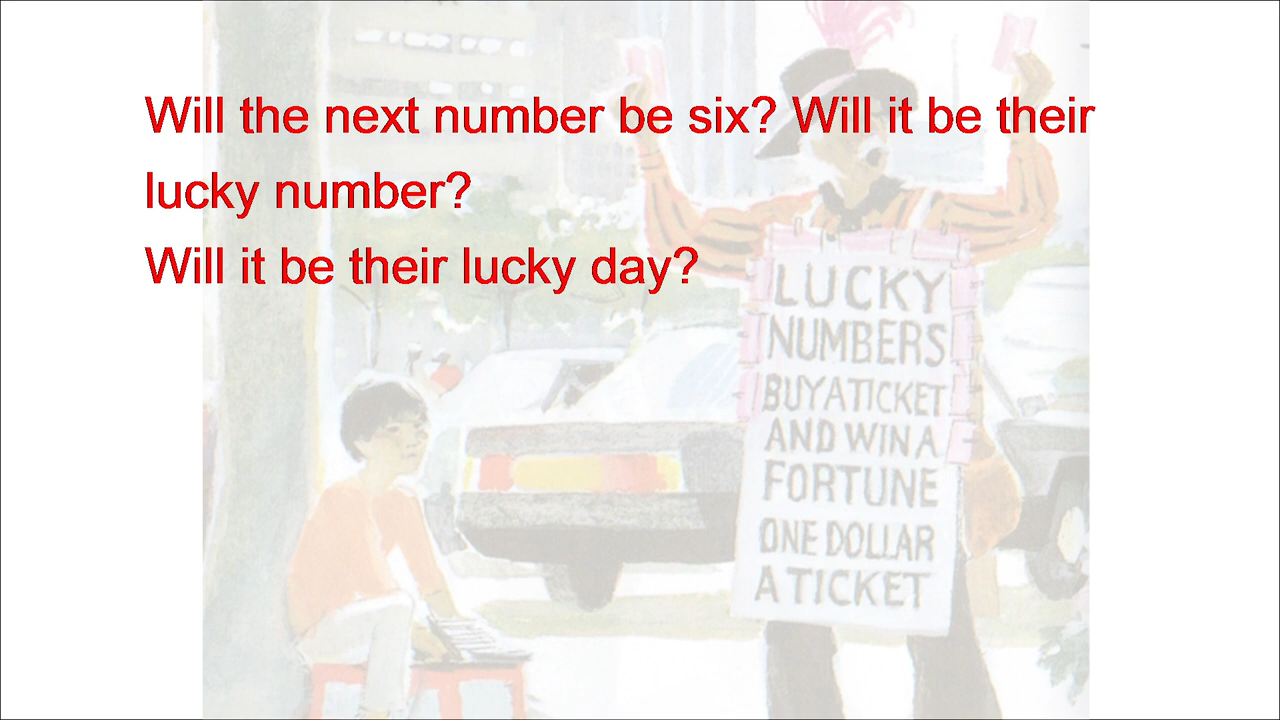 Will the next number be six? Will it be their
lucky number?
Will it be their lucky day?
LUCKY
NUMBERS
BUY A TICKET
AND WIN A
FORTUNE
ONE DOLLAR
A TICKET